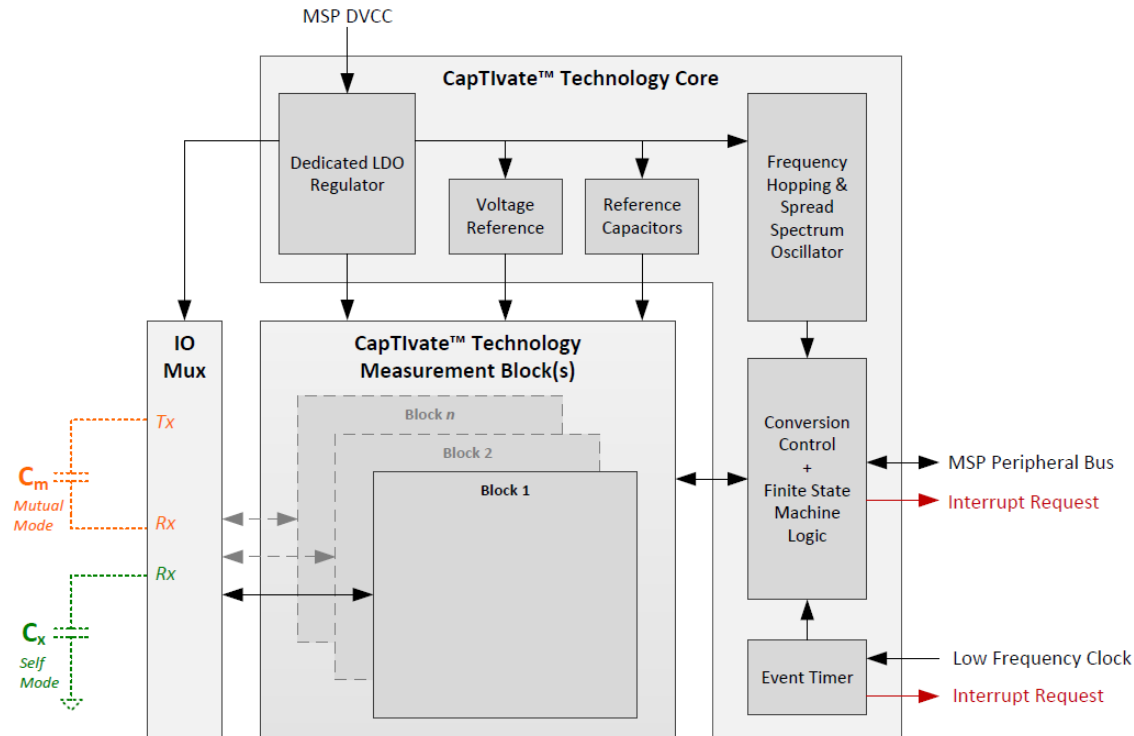 MSP DVCC
CapTIvate™ Technology Core
Dedicated LDO
Regulator
Voltage
Reference
Reference
Capacitors
Frequency
Hopping &
Spread
Spectrum
Oscillator
IO
Mux
Tx
Rx
Rx
Cm
Mutual
Mode
Cx
Self
Mode
CapTIvate™ Technology
Measurement Block(s)
Block n
Block 2
Block 1
Conversion
Control
+
Finite State
Machine
Logic
MSP Peripheral Bus
Interrupt Request
Event Timer
Low Frequency Clock
Interrupt Request